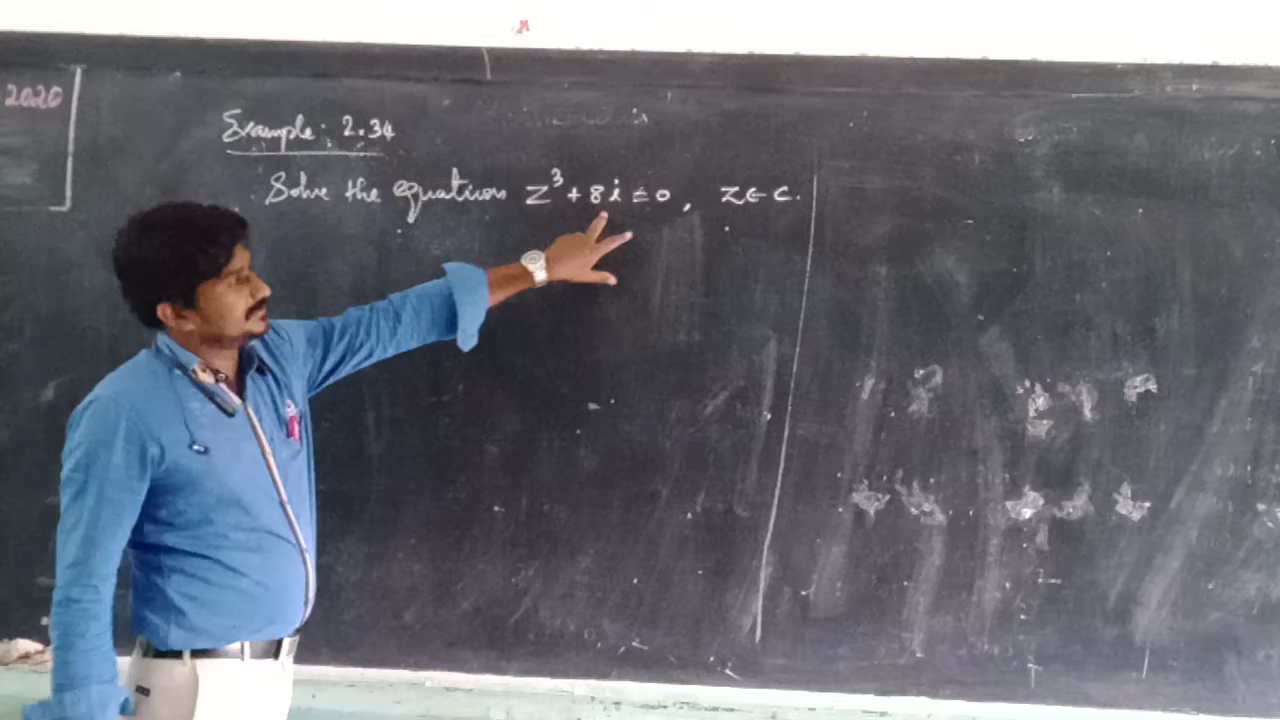 2020
Example: 2.34
Solve the equation z³ + 8i = 0, z ∈ C.